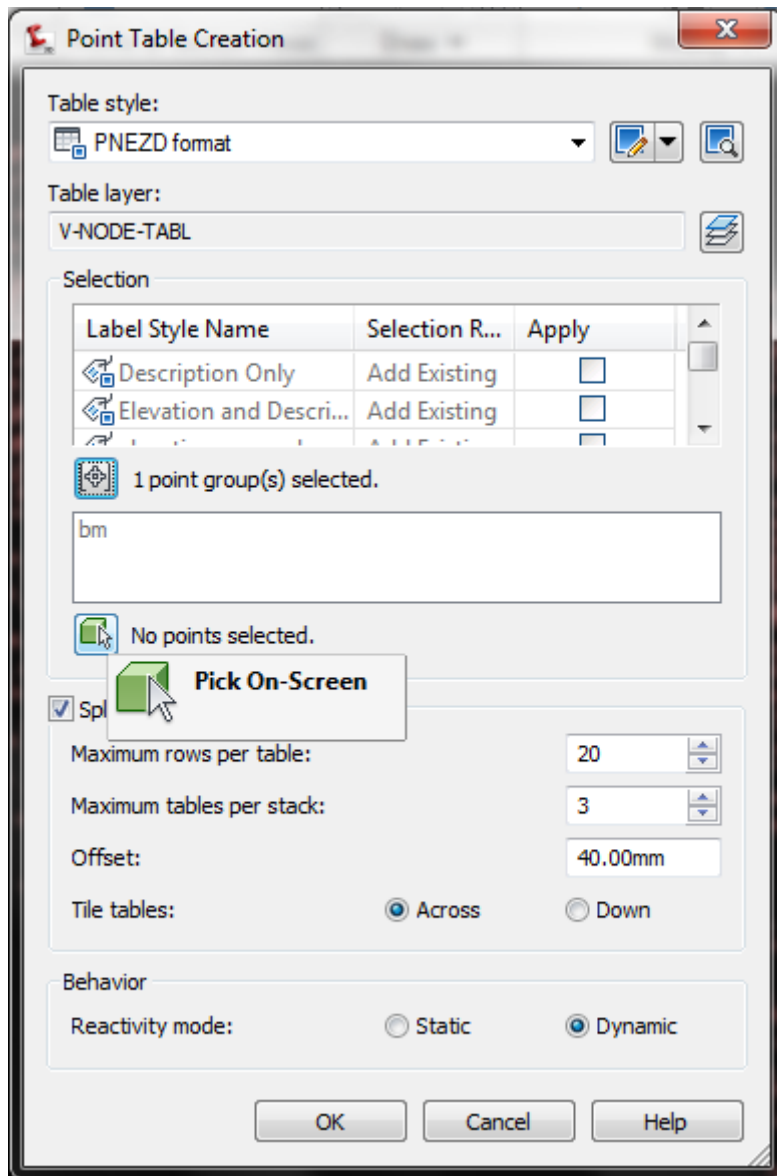 Point Table Creation
Table style:
PNEZD format
Table layer:
V-NODE-TABL
Selection
Label Style Name Selection R... Apply
Description Only Add Existing
Elevation and Descri... Add Existing
1 point group(s) selected.
bm
No points selected.
Pick On-Screen
Spl
Maximum rows per table: 20
Maximum tables per stack: 3
Offset: 40.00mm
Tile tables: Across Down
Behavior
Reactivity mode: Static Dynamic
OK Cancel Help